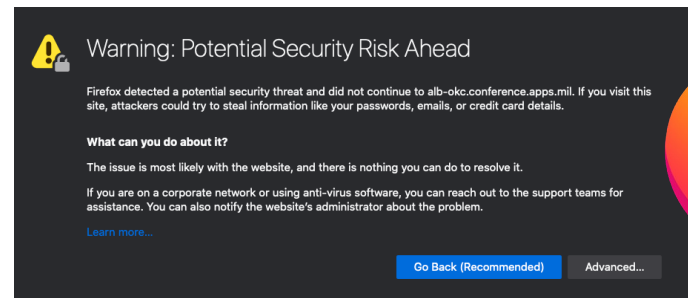 Warning: Potential Security Risk Ahead
Firefox detected a potential security threat and did not continue to alb-okc.conference.apps.mil. If you visit this
site, attackers could try to steal information like your passwords, emails, or credit card details.
What can you do about it?
The issue is most likely with the website, and there is nothing you can do to resolve it.
If you are on a corporate network or using anti-virus software, you can reach out to the support teams for
assistance. You can also notify the website's administrator about the problem.
Learn more...
Go Back (Recommended) Advanced...